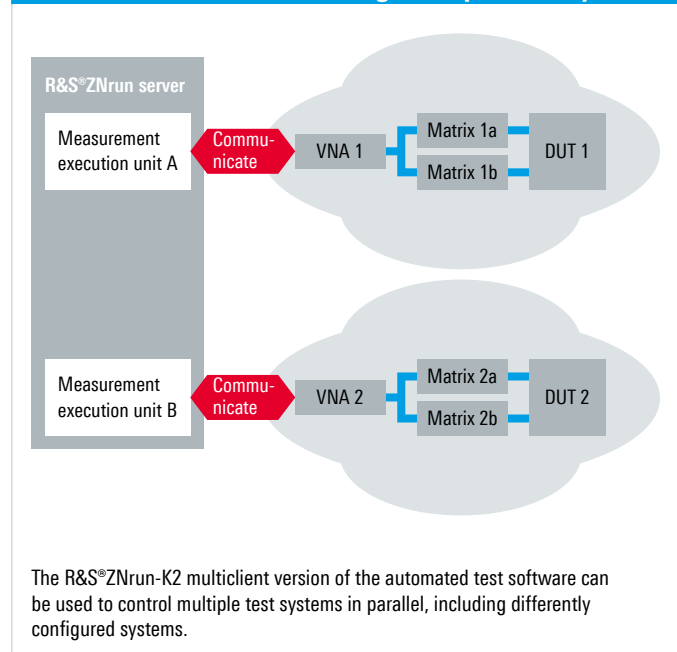 R&S®ZNrun server
Measurement
execution unit A
Commu-
nicate
VNA 1
Matrix 1a
Matrix 1b
DUT 1
Measurement
execution unit B
Commu-
nicate
VNA 2
Matrix 2a
Matrix 2b
DUT 2
The R&S®ZNrun-K2 multiclient version of the automated test software can
be used to control multiple test systems in parallel, including differently
configured systems.